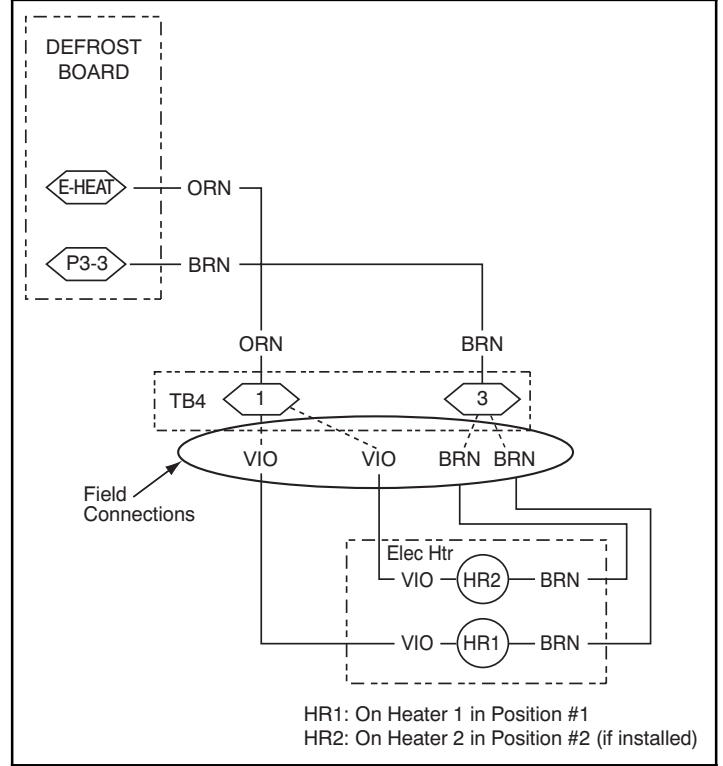 DEFROST
BOARD
E-HEAT
ORN
P3-3
BRN
ORN
BRN
TB4
1
3
VIO
VIO
BRN
BRN
Field
Connections
Elec Htr
VIO
HR2
BRN
VIO
HR1
BRN
HR1: On Heater 1 in Position #1
HR2: On Heater 2 in Position #2 (if installed)